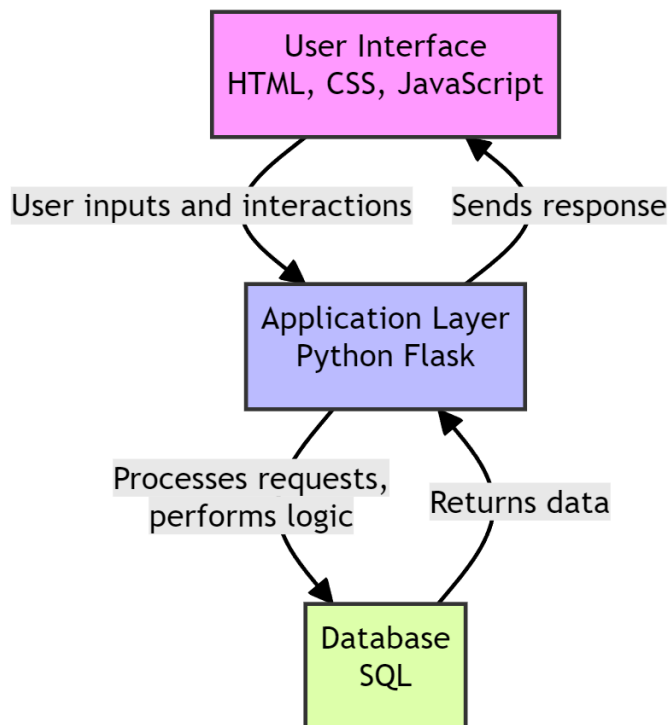 User Interface
HTML, CSS, JavaScript
User inputs and interactions
Sends response
Application Layer
Python Flask
Processes requests,
performs logic
Returns data
Database
SQL